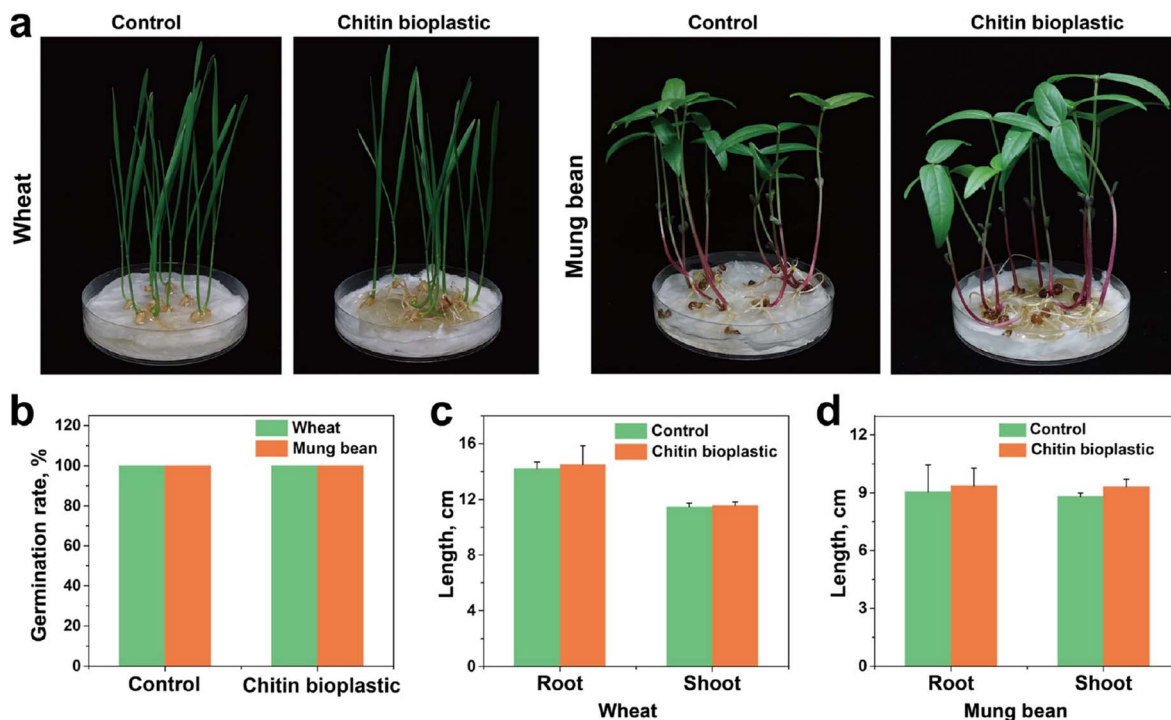 a
Control
Chitin bioplastic
Control
Chitin bioplastic
Wheat
Mung bean
b
Germination rate, %
120
100
80
60
40
20
0
Wheat
Mung bean
Control
Chitin bioplastic
c
Length, cm
16
12
8
4
0
Control
Chitin bioplastic
Root
Shoot
Wheat
d
Length, cm
12
9
6
3
0
Control
Chitin bioplastic
Root
Shoot
Mung bean